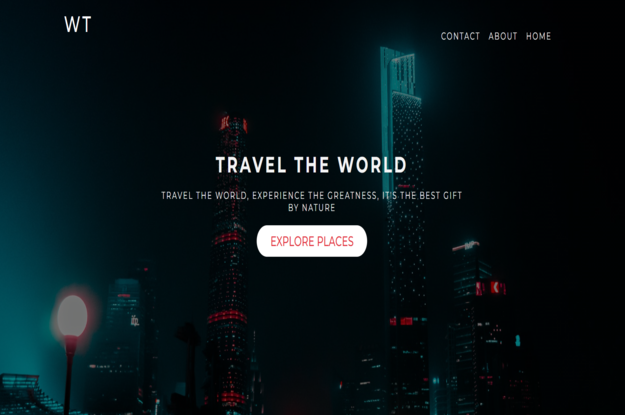 WT
CONTACT ABOUT HOME
TRAVEL THE WORLD
TRAVEL THE WORLD, EXPERIENCE THE GREATNESS, IT'S THE BEST GIFT
BY NATURE
EXPLORE PLACES